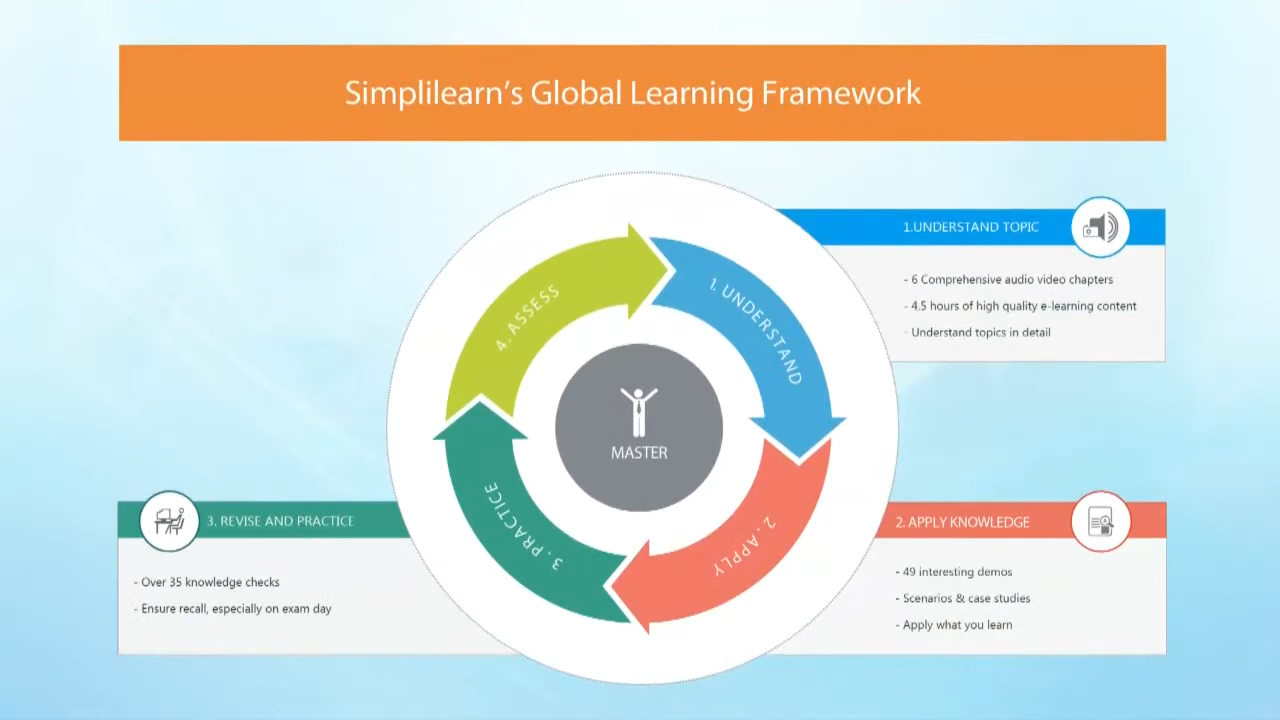 Simplilearn’s Global Learning Framework
1.UNDERSTAND TOPIC
- 6 Comprehensive audio video chapters
- 4.5 hours of high quality e-learning content
- Understand topics in detail
4. ASSESS
1. UNDERSTAND
MASTER
3. PRACTICE
2. APPLY
3. REVISE AND PRACTICE
- Over 35 knowledge checks
- Ensure recall, especially on exam day
2. APPLY KNOWLEDGE
- 49 interesting demos
- Scenarios & case studies
- Apply what you learn